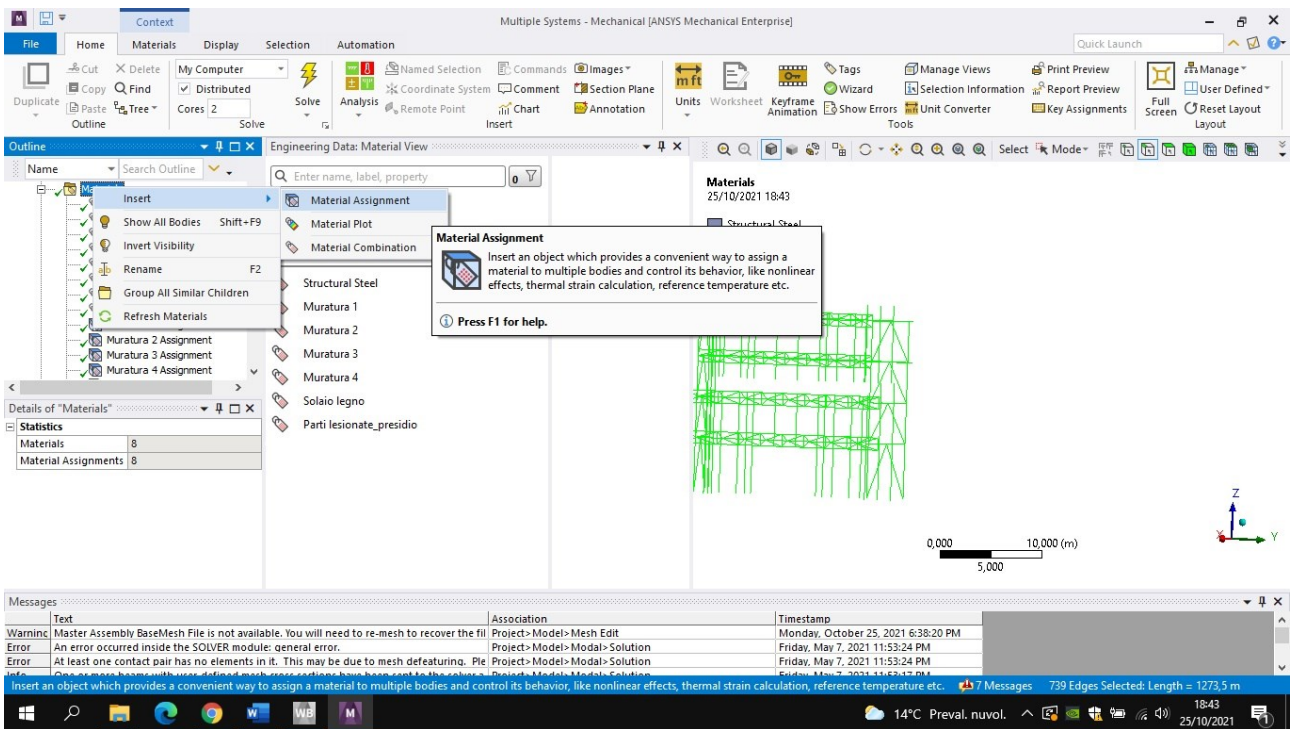 Context
Multiple Systems - Mechanical [ANSYS Mechanical Enterprise]
File Home Materials Display Selection Automation
Quick Launch
Cut Delete My Computer Named Selection Commands Images Tags Manage Views Print Preview Manage
Duplicate Copy Find Distributed Solve Analysis Coordinate System Comment Section Plane Units Worksheet Keyframe Animation Wizard Selection Information Report Preview Full Screen User Defined
Paste Tree Cores 2 Remote Point Chart Annotation Show Errors Unit Converter Key Assignments Reset Layout
Outline Solve Insert Tools Layout
Outline
Engineering Data: Material View
Select Mode
Name Search Outline
Enter name, label, property 0
Materials
25/10/2021 18:43
Structural Steel
Insert
Show All Bodies Shift+F9
Invert Visibility
Rename F2
Group All Similar Children
Refresh Materials
Material Assignment
Material Plot
Material Combination
Material Assignment
Insert an object which provides a convenient way to assign a
material to multiple bodies and control its behavior, like nonlinear
effects, thermal strain calculation, reference temperature etc.
Press F1 for help.
Structural Steel
Muratura 1
Muratura 2
Muratura 3
Muratura 4
Solaio legno
Parti lesionate_presidio
Muratura 2 Assignment
Muratura 3 Assignment
Muratura 4 Assignment
Details of "Materials"
Statistics
Materials 8
Material Assignments 8
Z
Y
0,000 10,000 (m)
5,000
Messages
Text Association Timestamp
Warning Master Assembly BaseMesh File is not available. You will need to re-mesh to recover the fil Project>Model>Mesh Edit Monday, October 25, 2021 6:38:20 PM
Error An error occurred inside the SOLVER module: general error. Project>Model>Modal>Solution Friday, May 7, 2021 11:53:24 PM
Error At least one contact pair has no elements in it. This may be due to mesh defeaturing. Ple Project>Model>Modal>Solution Friday, May 7, 2021 11:53:24 PM
Insert an object which provides a convenient way to assign a material to multiple bodies and control its behavior, like nonlinear effects, thermal strain calculation, reference temperature etc. 7 Messages 739 Edges Selected: Length = 1273,5 m
WB M 14°C Preval. nuvol. 18:43
25/10/2021